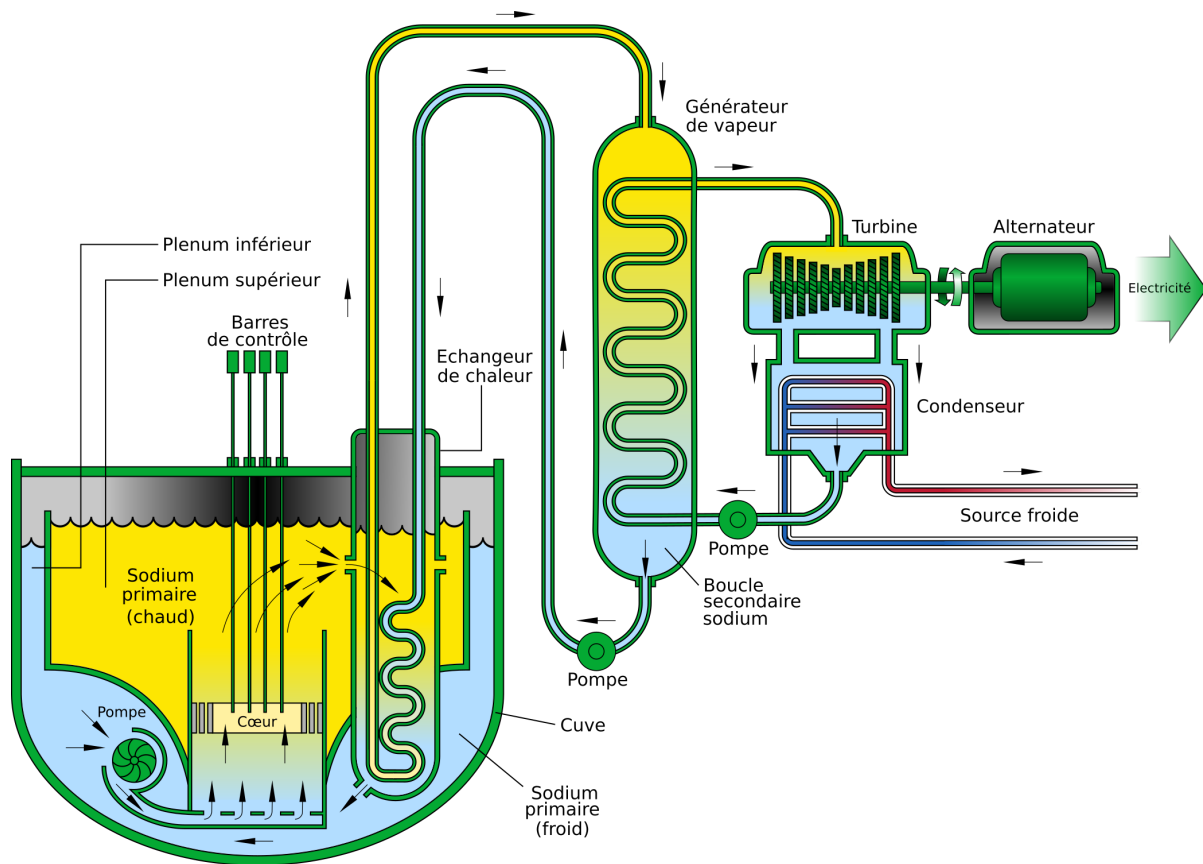 Générateur
de vapeur
Turbine
Alternateur
Electricité
Plenum inférieur
Plenum supérieur
Barres
de contrôle
Echangeur
de chaleur
Condenseur
Source froide
Pompe
Boucle
secondaire
sodium
Sodium
primaire
(chaud)
Pompe
Pompe
Cœur
Cuve
Sodium
primaire
(froid)